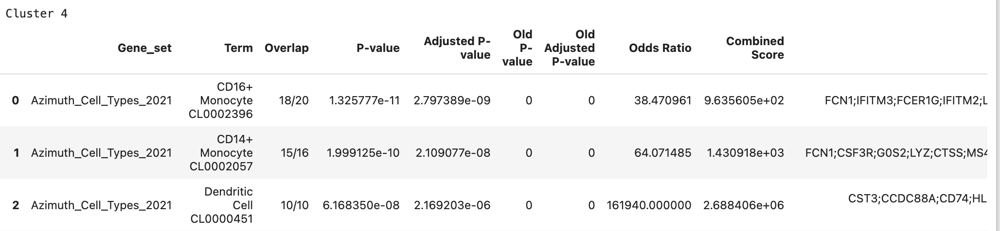 Cluster 4
Gene_set Term Overlap P-value Adjusted P-value Old P-value Old Adjusted P-value Odds Ratio Combined Score
0 Azimuth_Cell_Types_2021 CD16+ Monocyte CL0002396 18/20 1.325777e-11 2.797389e-09 0 0 38.470961 9.635605e+02 FCN1;IFITM3;FCER1G;IFITM2;L
1 Azimuth_Cell_Types_2021 CD14+ Monocyte CL0002057 15/16 1.999125e-10 2.109077e-08 0 0 64.071485 1.430918e+03 FCN1;CSF3R;G0S2;LYZ;CTSS;MS4
2 Azimuth_Cell_Types_2021 Dendritic Cell CL0000451 10/10 6.168350e-08 2.169203e-06 0 0 161940.000000 2.688406e+06 CST3;CCDC88A;CD74;HL